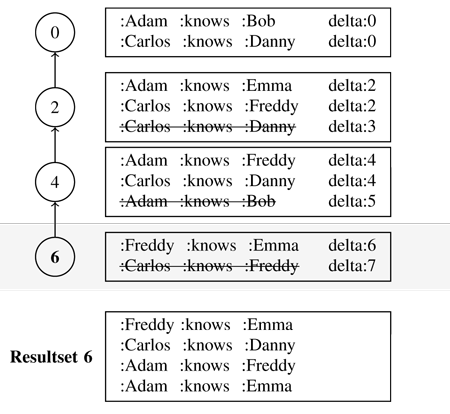 0
:Adam :knows :Bob delta:0
:Carlos :knows :Danny delta:0
2
:Adam :knows :Emma delta:2
:Carlos :knows :Freddy delta:2
:Carlos :knows :Danny delta:3
4
:Adam :knows :Freddy delta:4
:Carlos :knows :Danny delta:4
:Adam :knows :Bob delta:5
6
:Freddy :knows :Emma delta:6
:Carlos :knows :Freddy delta:7
Resultset 6
:Freddy :knows :Emma
:Carlos :knows :Danny
:Adam :knows :Freddy
:Adam :knows :Emma